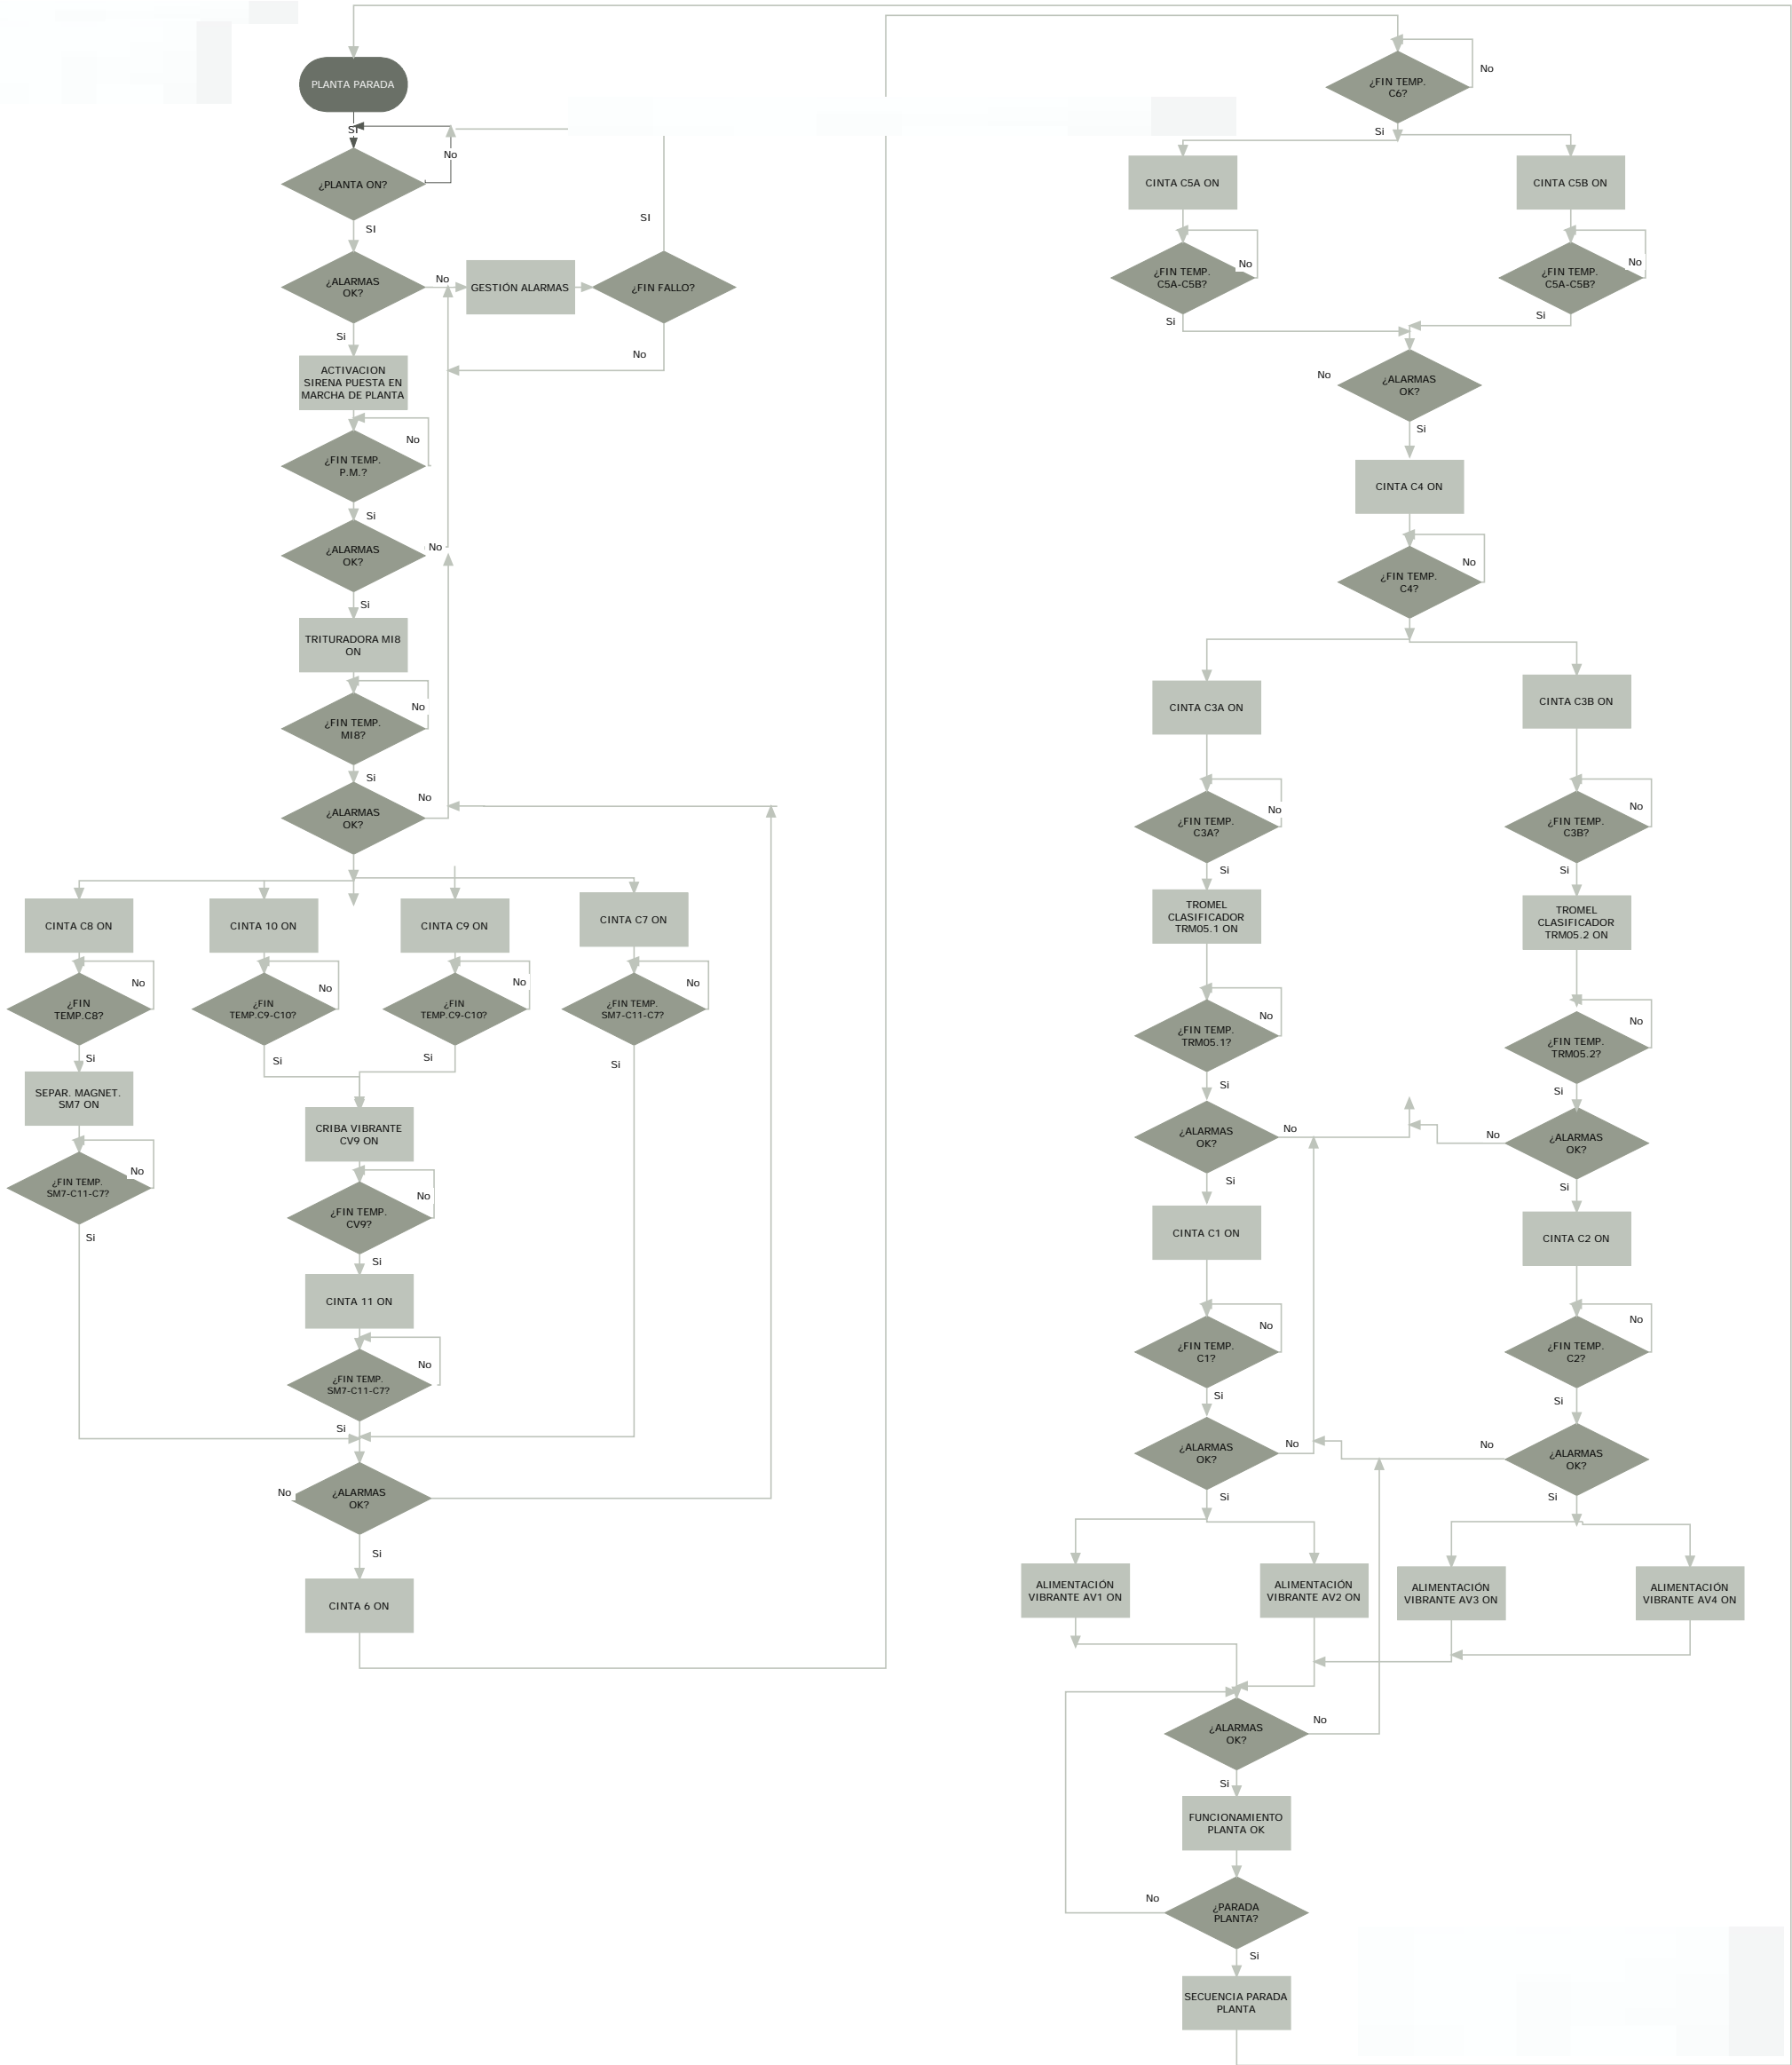 PLANTA PARADA
SI
No
¿PLANTA ON?
SI
¿ALARMAS
OK?
No
GESTIÓN ALARMAS
¿FIN FALLO?
SI
No
Si
ACTIVACION
SIRENA PUESTA EN
MARCHA DE PLANTA
No
¿FIN TEMP.
P.M.?
Si
¿ALARMAS
OK?
No
Si
TRITURADORA MI8
ON
No
¿FIN TEMP.
MI8?
Si
No
¿ALARMAS
OK?
CINTA C8 ON
No
¿FIN
TEMP.C8?
Si
SEPAR. MAGNET.
SM7 ON
No
¿FIN TEMP.
SM7-C11-C7?
Si
CINTA 10 ON
No
¿FIN
TEMP.C9-C10?
Si
CINTA C9 ON
No
¿FIN
TEMP.C9-C10?
Si
CINTA C7 ON
No
¿FIN TEMP.
SM7-C11-C7?
Si
CRIBA VIBRANTE
CV9 ON
No
¿FIN TEMP.
CV9?
Si
CINTA 11 ON
No
¿FIN TEMP.
SM7-C11-C7?
Si
No
¿ALARMAS
OK?
Si
CINTA 6 ON
No
¿FIN TEMP.
C6?
Si
CINTA C5A ON
No
¿FIN TEMP.
C5A-C5B?
Si
CINTA C5B ON
No
¿FIN TEMP.
C5A-C5B?
Si
No
¿ALARMAS
OK?
Si
CINTA C4 ON
No
¿FIN TEMP.
C4?
CINTA C3A ON
No
¿FIN TEMP.
C3A?
Si
TROMEL
CLASIFICADOR
TRM05.1 ON
No
¿FIN TEMP.
TRM05.1?
Si
¿ALARMAS
OK?
No
Si
CINTA C1 ON
No
¿FIN TEMP.
C1?
Si
¿ALARMAS
OK?
No
Si
CINTA C3B ON
No
¿FIN TEMP.
C3B?
Si
TROMEL
CLASIFICADOR
TRM05.2 ON
No
¿FIN TEMP.
TRM05.2?
Si
No
¿ALARMAS
OK?
Si
CINTA C2 ON
No
¿FIN TEMP.
C2?
Si
No
¿ALARMAS
OK?
Si
ALIMENTACIÓN
VIBRANTE AV1 ON
ALIMENTACIÓN
VIBRANTE AV2 ON
ALIMENTACIÓN
VIBRANTE AV3 ON
ALIMENTACIÓN
VIBRANTE AV4 ON
¿ALARMAS
OK?
No
Si
FUNCIONAMIENTO
PLANTA OK
No
¿PARADA
PLANTA?
Si
SECUENCIA PARADA
PLANTA